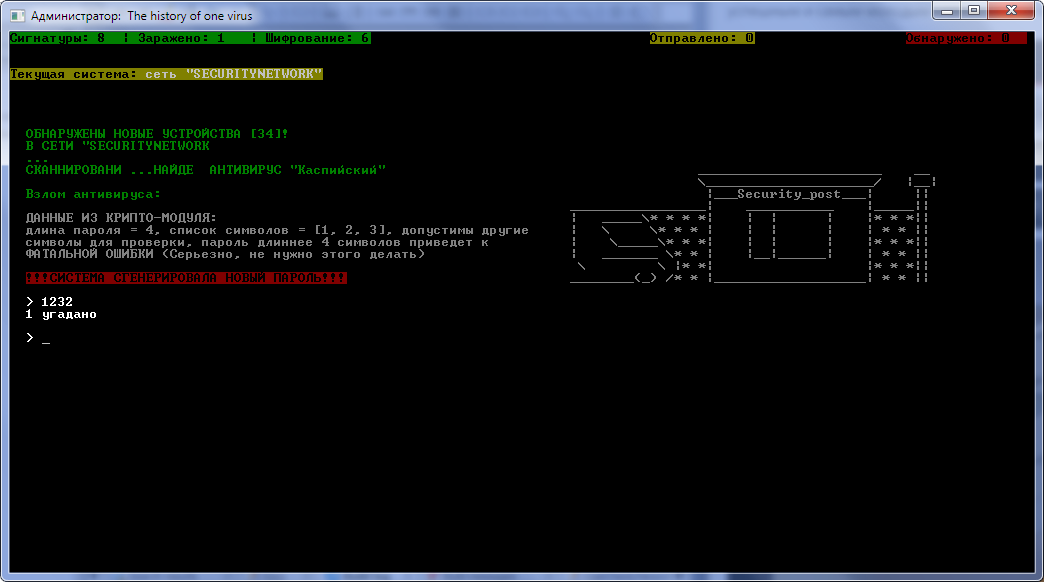 Администратор: The history of one virus
Сигнатуры: 8 | Заражено: 1 | Шифрование: 6 Отправлено: 0 Обнаружено: 0
Текущая система: сеть "SECURITYNETWORK"
ОБНАРУЖЕНЫ НОВЫЕ УСТРОЙСТВА [34]!
В СЕТИ "SECURITYNETWORK
...
СКАННИРОВАНИ ...НАЙДЕ АНТИВИРУС "Каспийский"
Взлом антивируса:
Security_post
ДАННЫЕ ИЗ КРИПТО-МОДУЛЯ:
длина пароля = 4, список символов = [1, 2, 3], допустимы другие
символы для проверки, пароль длиннее 4 символов приведет к
ФАТАЛЬНОЙ ОШИБКИ (Серьезно, не нужно этого делать)
!!!СИСТЕМА СГЕНЕРИРОВАЛА НОВЫЙ ПАРОЛЬ!!!
> 1232
1 угадано
> _